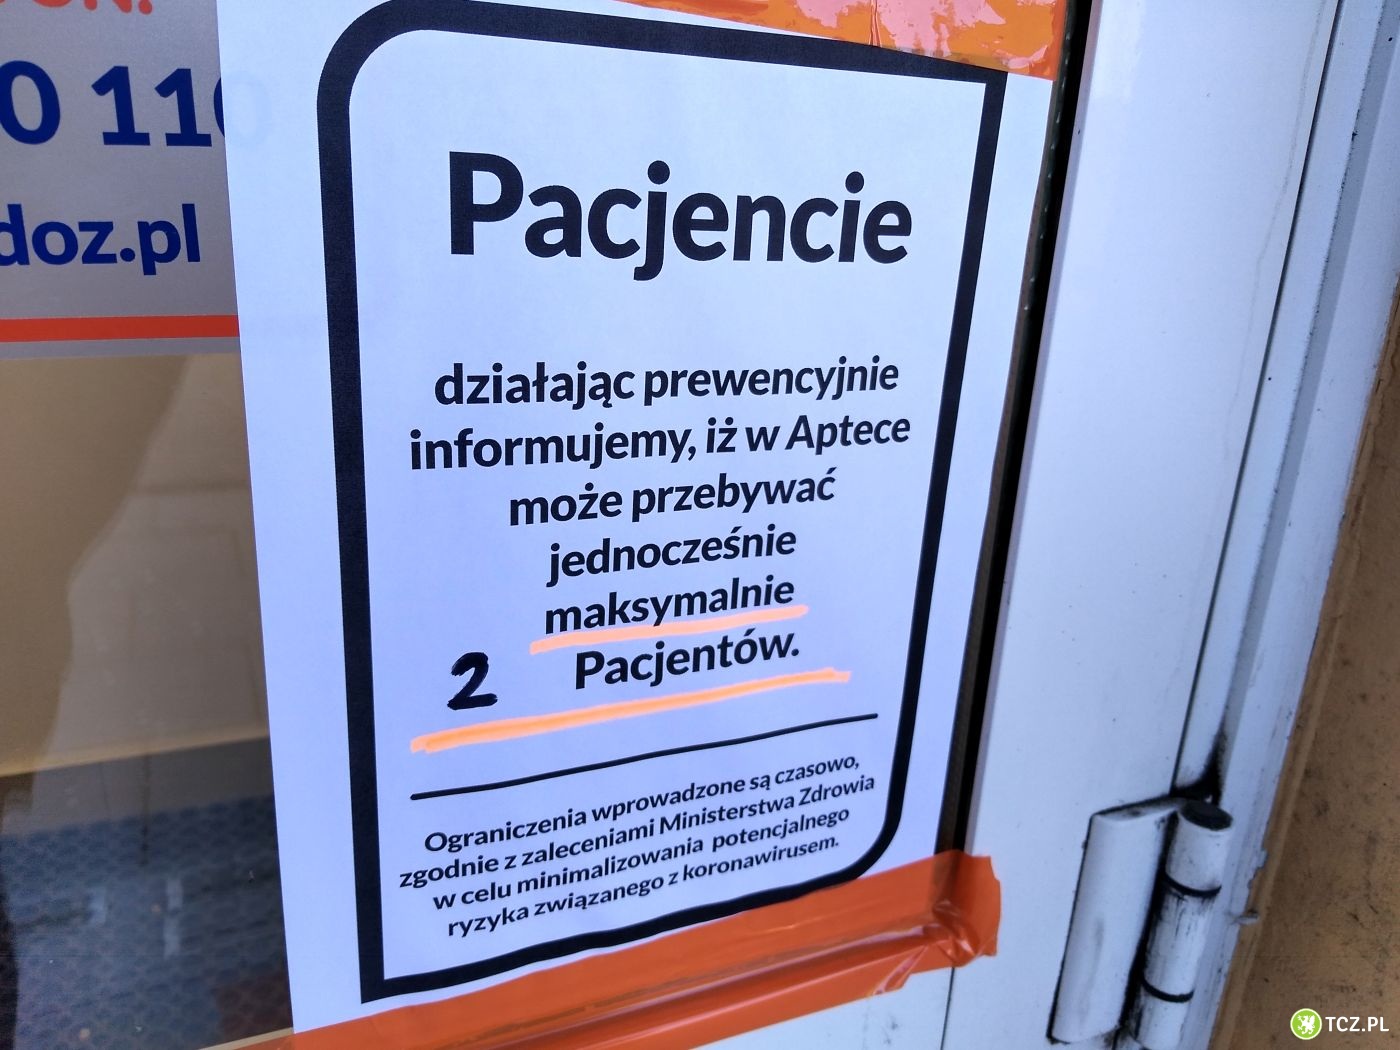 0 110
doz.pl
Pacjencie
działając prewencyjnie
informujemy, iż w Aptece
może przebywać
jednocześnie
maksymalnie
2 Pacjentów.
Ograniczenia wprowadzone są czasowo,
zgodnie z zaleceniami Ministerstwa Zdrowia
w celu minimalizowania potencjalnego
ryzyka związanego z koronawirusem.
TCZ.PL